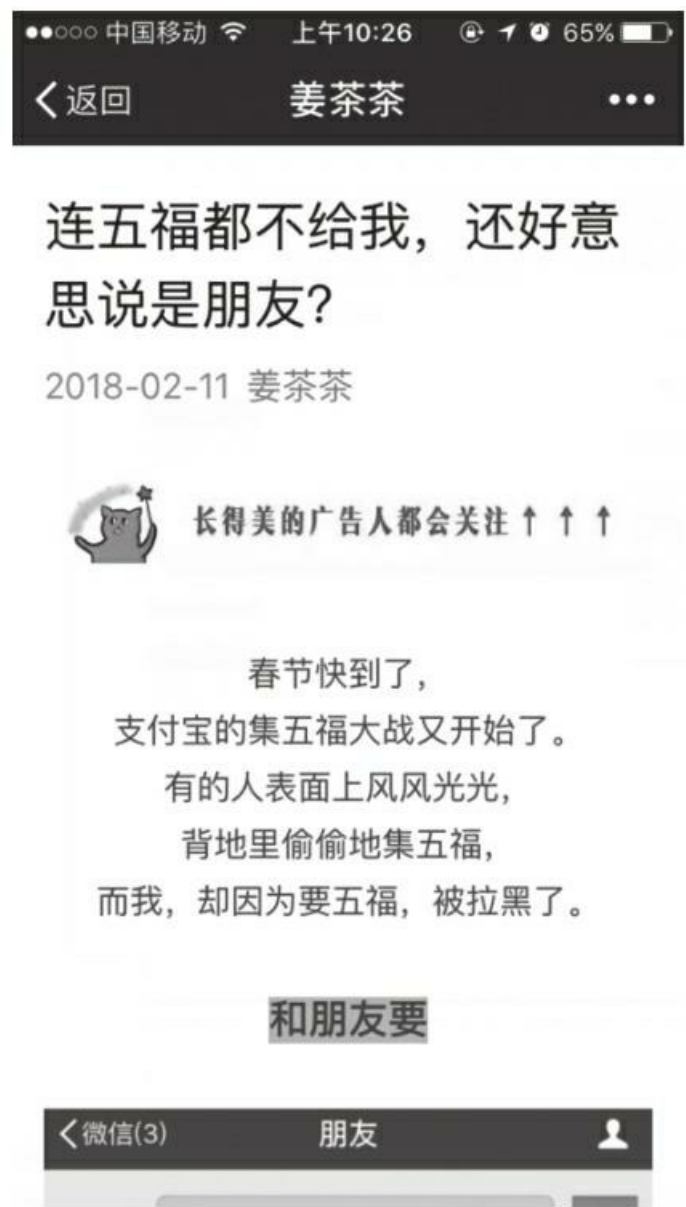 中国移动 上午10:26 65%
返回 姜茶茶
连五福都不给我，还好意
思说是朋友？
2018-02-11 姜茶茶
长得美的广告人都会关注↑↑↑
春节快到了，
支付宝的集五福大战又开始了。
有的人表面上风风光光，
背地里偷偷地集五福，
而我，却因为要五福，被拉黑了。
和朋友要
微信(3) 朋友